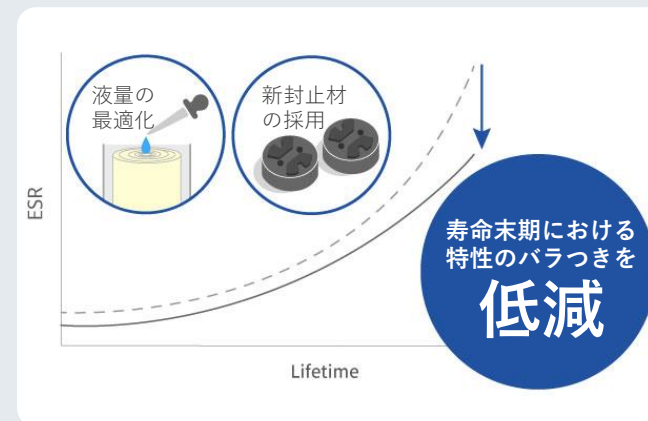 液量の
最適化
新封止材
の採用
ESR
寿命末期における
特性のバラつきを
低減
Lifetime